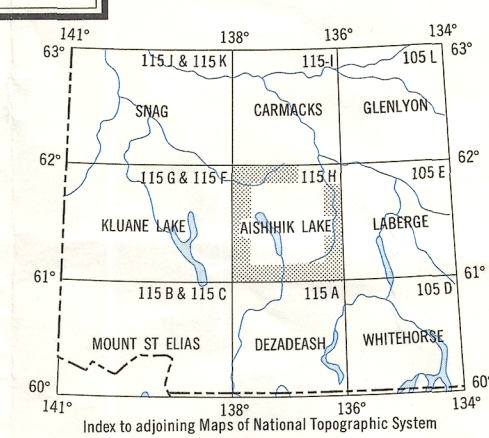 141° 138° 136° 134°
63° 63°
115 J & 115 K 115-I 105 L
SNAG CARMACKS GLENLYON
62° 62°
115 G & 115 F 115 H 105 E
KLUANE LAKE AISHIHIK LAKE LABERGE
61° 61°
115 B & 115 C 115 A 105 D
MOUNT ST ELIAS DEZADEASH WHITEHORSE
60° 60°
141° 138° 136° 134°
Index to adjoining Maps of National Topographic System